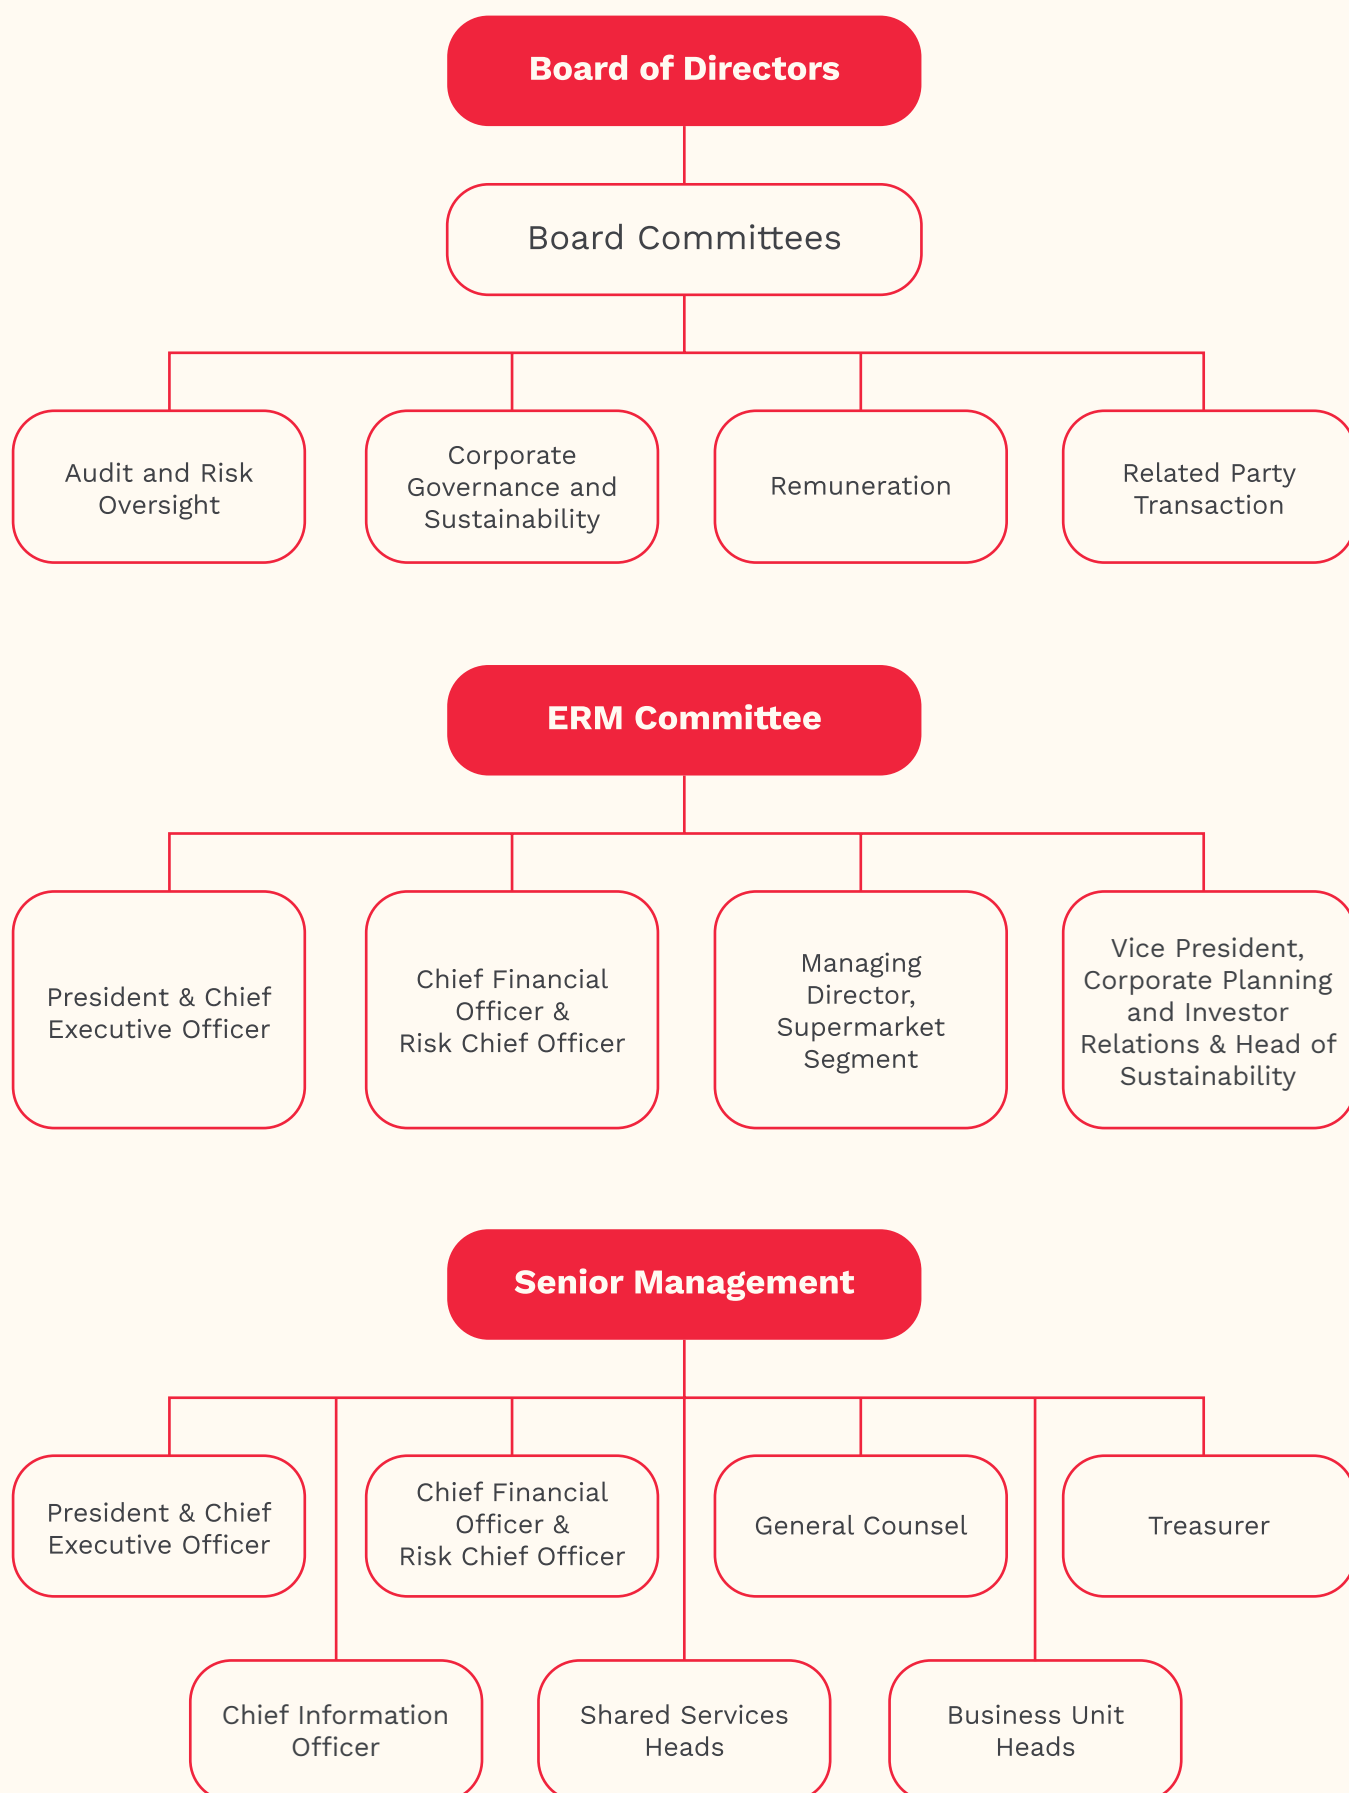 Board of Directors
Board Committees
Audit and Risk
Oversight
Corporate
Governance and
Sustainability
Remuneration
Related Party
Transaction
ERM Committee
President & Chief
Executive Officer
Chief Financial
Officer &
Risk Chief Officer
Managing
Director,
Supermarket
Segment
Vice President,
Corporate Planning
and Investor
Relations & Head of
Sustainability
Senior Management
President & Chief
Executive Officer
Chief Financial
Officer &
Risk Chief Officer
General Counsel
Treasurer
Chief Information
Officer
Shared Services
Heads
Business Unit
Heads